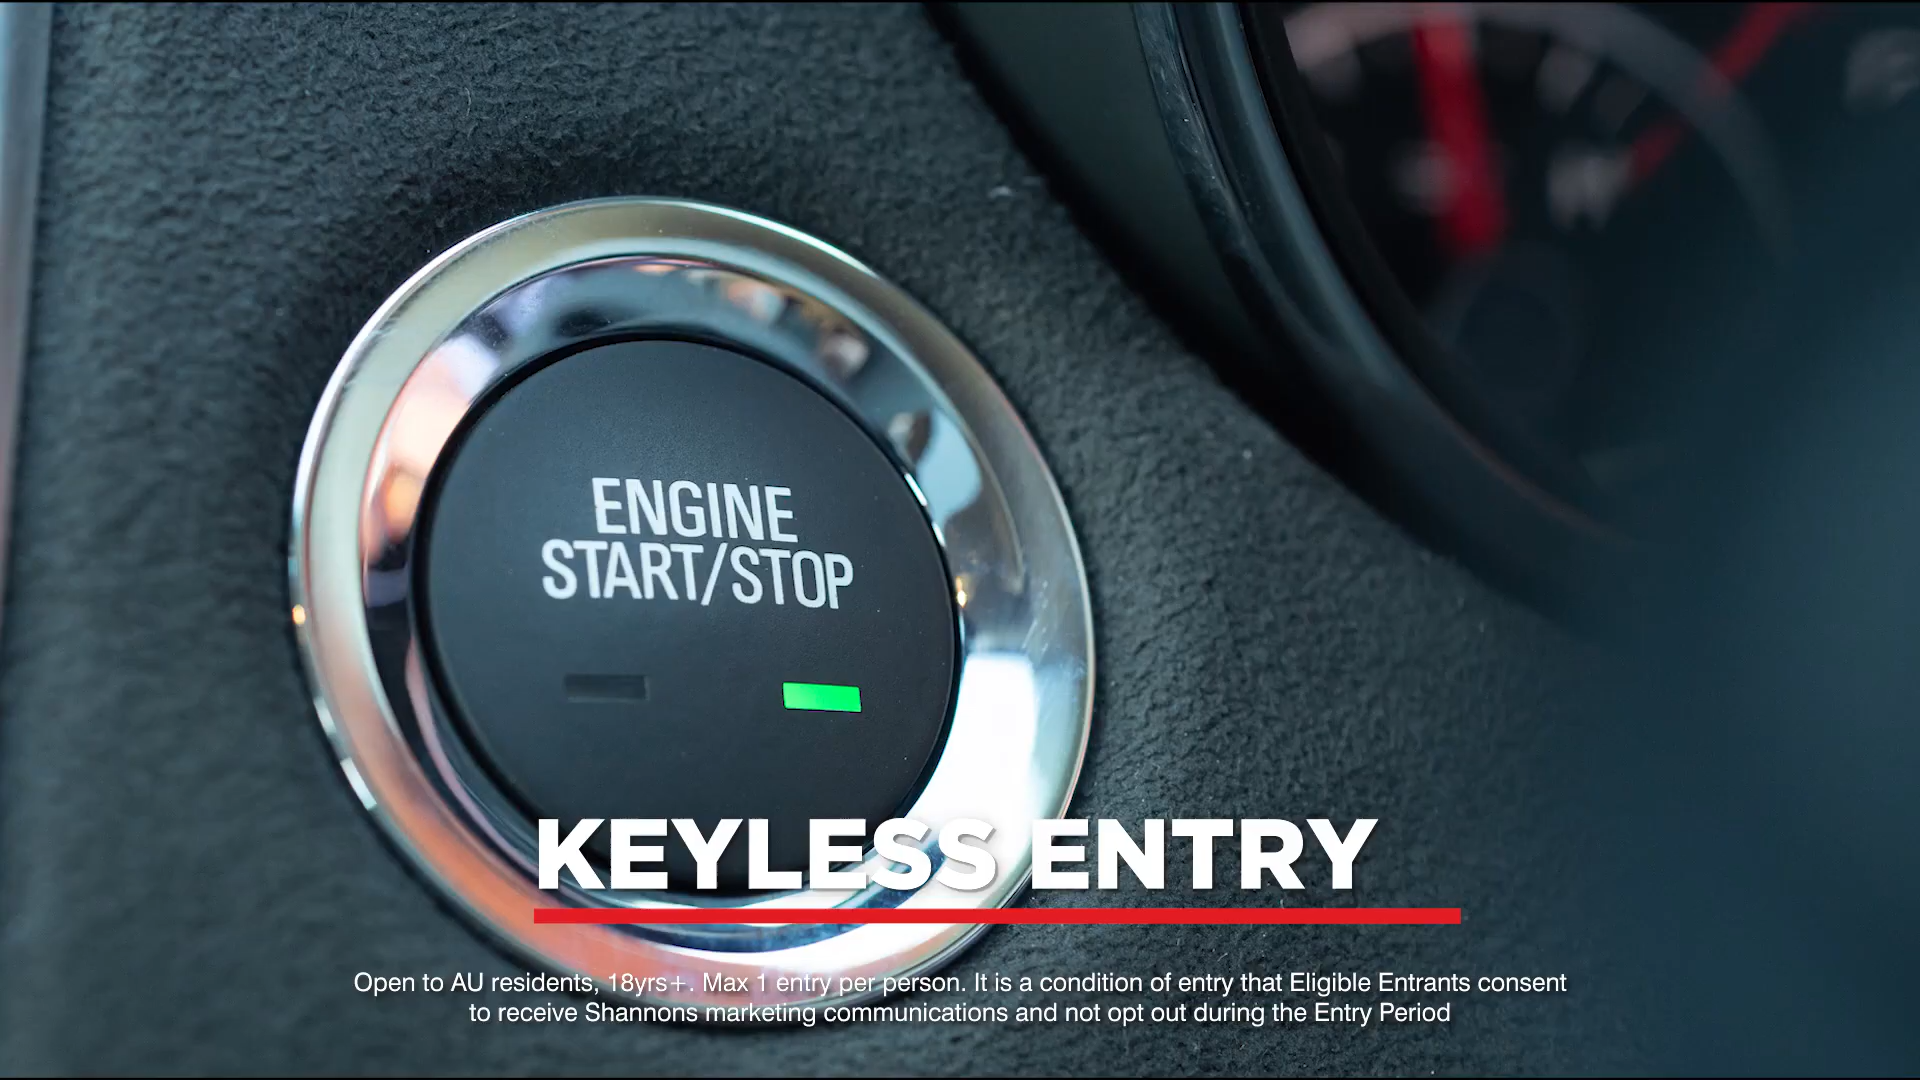 ENGINE
START/STOP
KEYLESS ENTRY
Open to AU residents, 18yrs+. Max 1 entry per person. It is a condition of entry that Eligible Entrants consent
to receive Shannons marketing communications and not opt out during the Entry Period